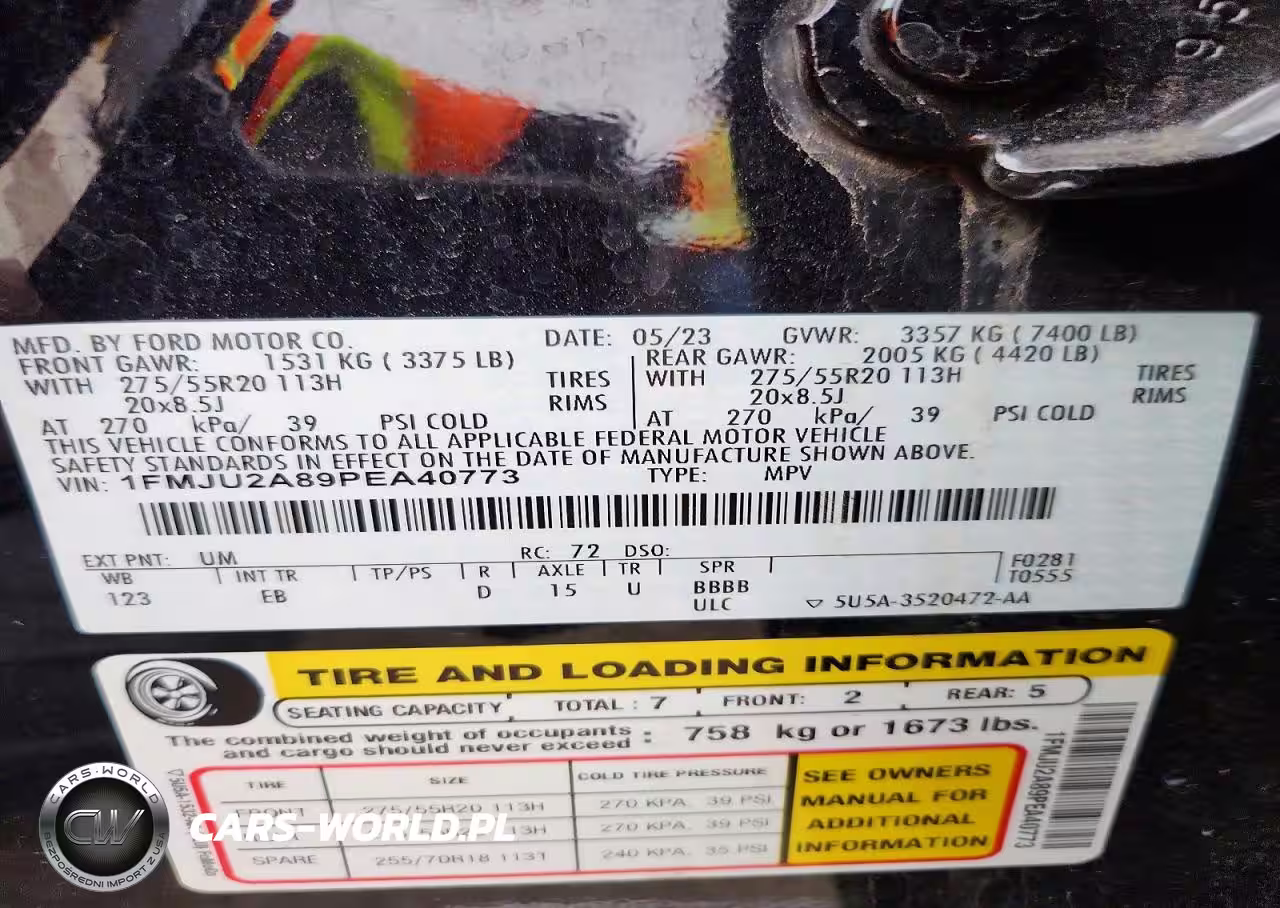 95
MFD. BY FORD MOTOR CO. DATE: 05/23 GVWR: 3357 KG ( 7400 LB)
FRONT GAWR: 1531 KG ( 3375 LB) REAR GAWR: 2005 KG ( 4420 LB)
WITH 275/55R20 113H TIRES WITH 275/55R20 113H TIRES
20x8.5J RIMS 20x8.5J RIMS
AT 270 kPa/ 39 PSI COLD AT 270 kPa/ 39 PSI COLD
THIS VEHICLE CONFORMS TO ALL APPLICABLE FEDERAL MOTOR VEHICLE
SAFETY STANDARDS IN EFFECT ON THE DATE OF MANUFACTURE SHOWN ABOVE.
VIN: 1FMJU2A89PEA40773 TYPE: MPV
EXT PNT: UM RC: 72 DSO:
WB INT TR TP/PS R AXLE TR SPR F0281
123 EB D 15 U BBBB T0555
ULC 5U5A-3520472-AA
TIRE AND LOADING INFORMATION
SEATING CAPACITY TOTAL : 7 FRONT: 2 REAR: 5
The combined weight of occupants
and cargo should never exceed : 758 kg or 1673 lbs.
TIRE SIZE COLD TIRE PRESSURE
FRONT 275/55R20 113H 270 KPA, 39 PSI
13H 270 KPA, 39 PSI
SPARE 255/70R18 113T 240 KPA, 35 PSI
SEE OWNERS
MANUAL FOR
ADDITIONAL
INFORMATION
1FMJU2A89PEA40773
CARS-WORLD
CW
BEZPOŚREDNI IMPORT Z USA
CARS-WORLD.PL